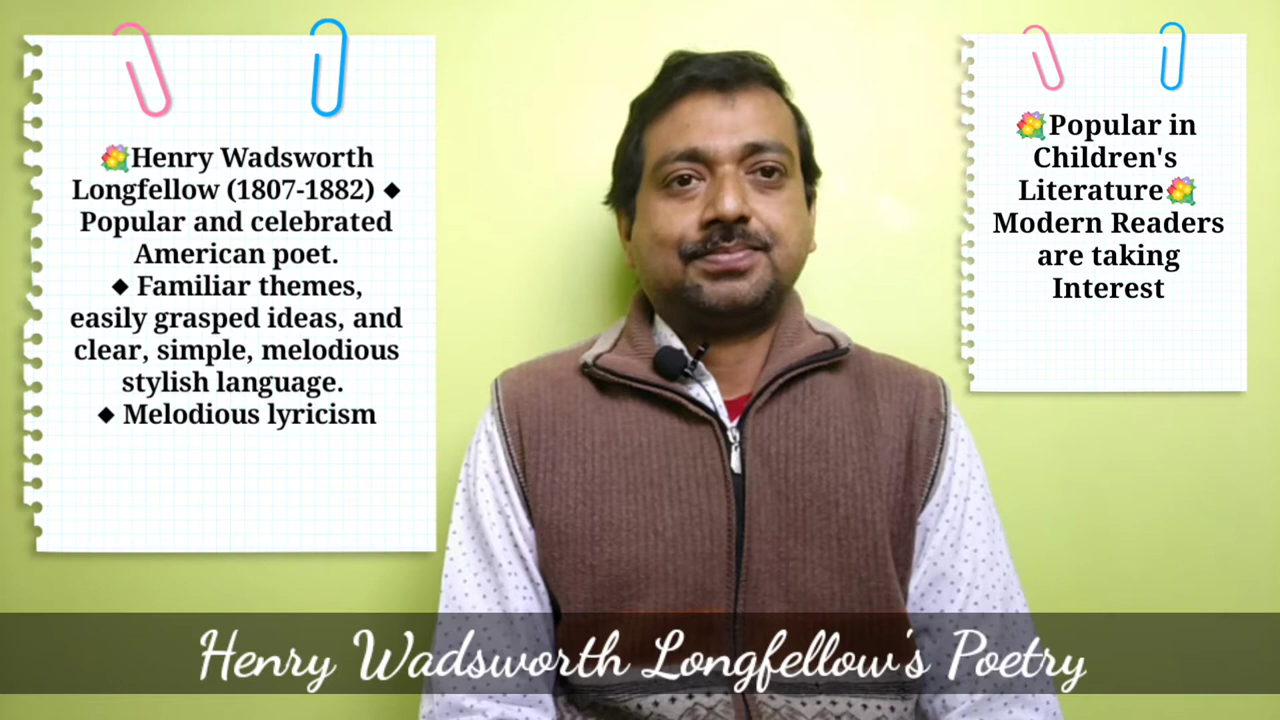 💐Henry Wadsworth
Longfellow (1807-1882) ◆
Popular and celebrated
American poet.
◆ Familiar themes,
easily grasped ideas, and
clear, simple, melodious
stylish language.
◆ Melodious lyricism
💐Popular in
Children's
Literature💐
Modern Readers
are taking
Interest
Henry Wadsworth Longfellow's Poetry